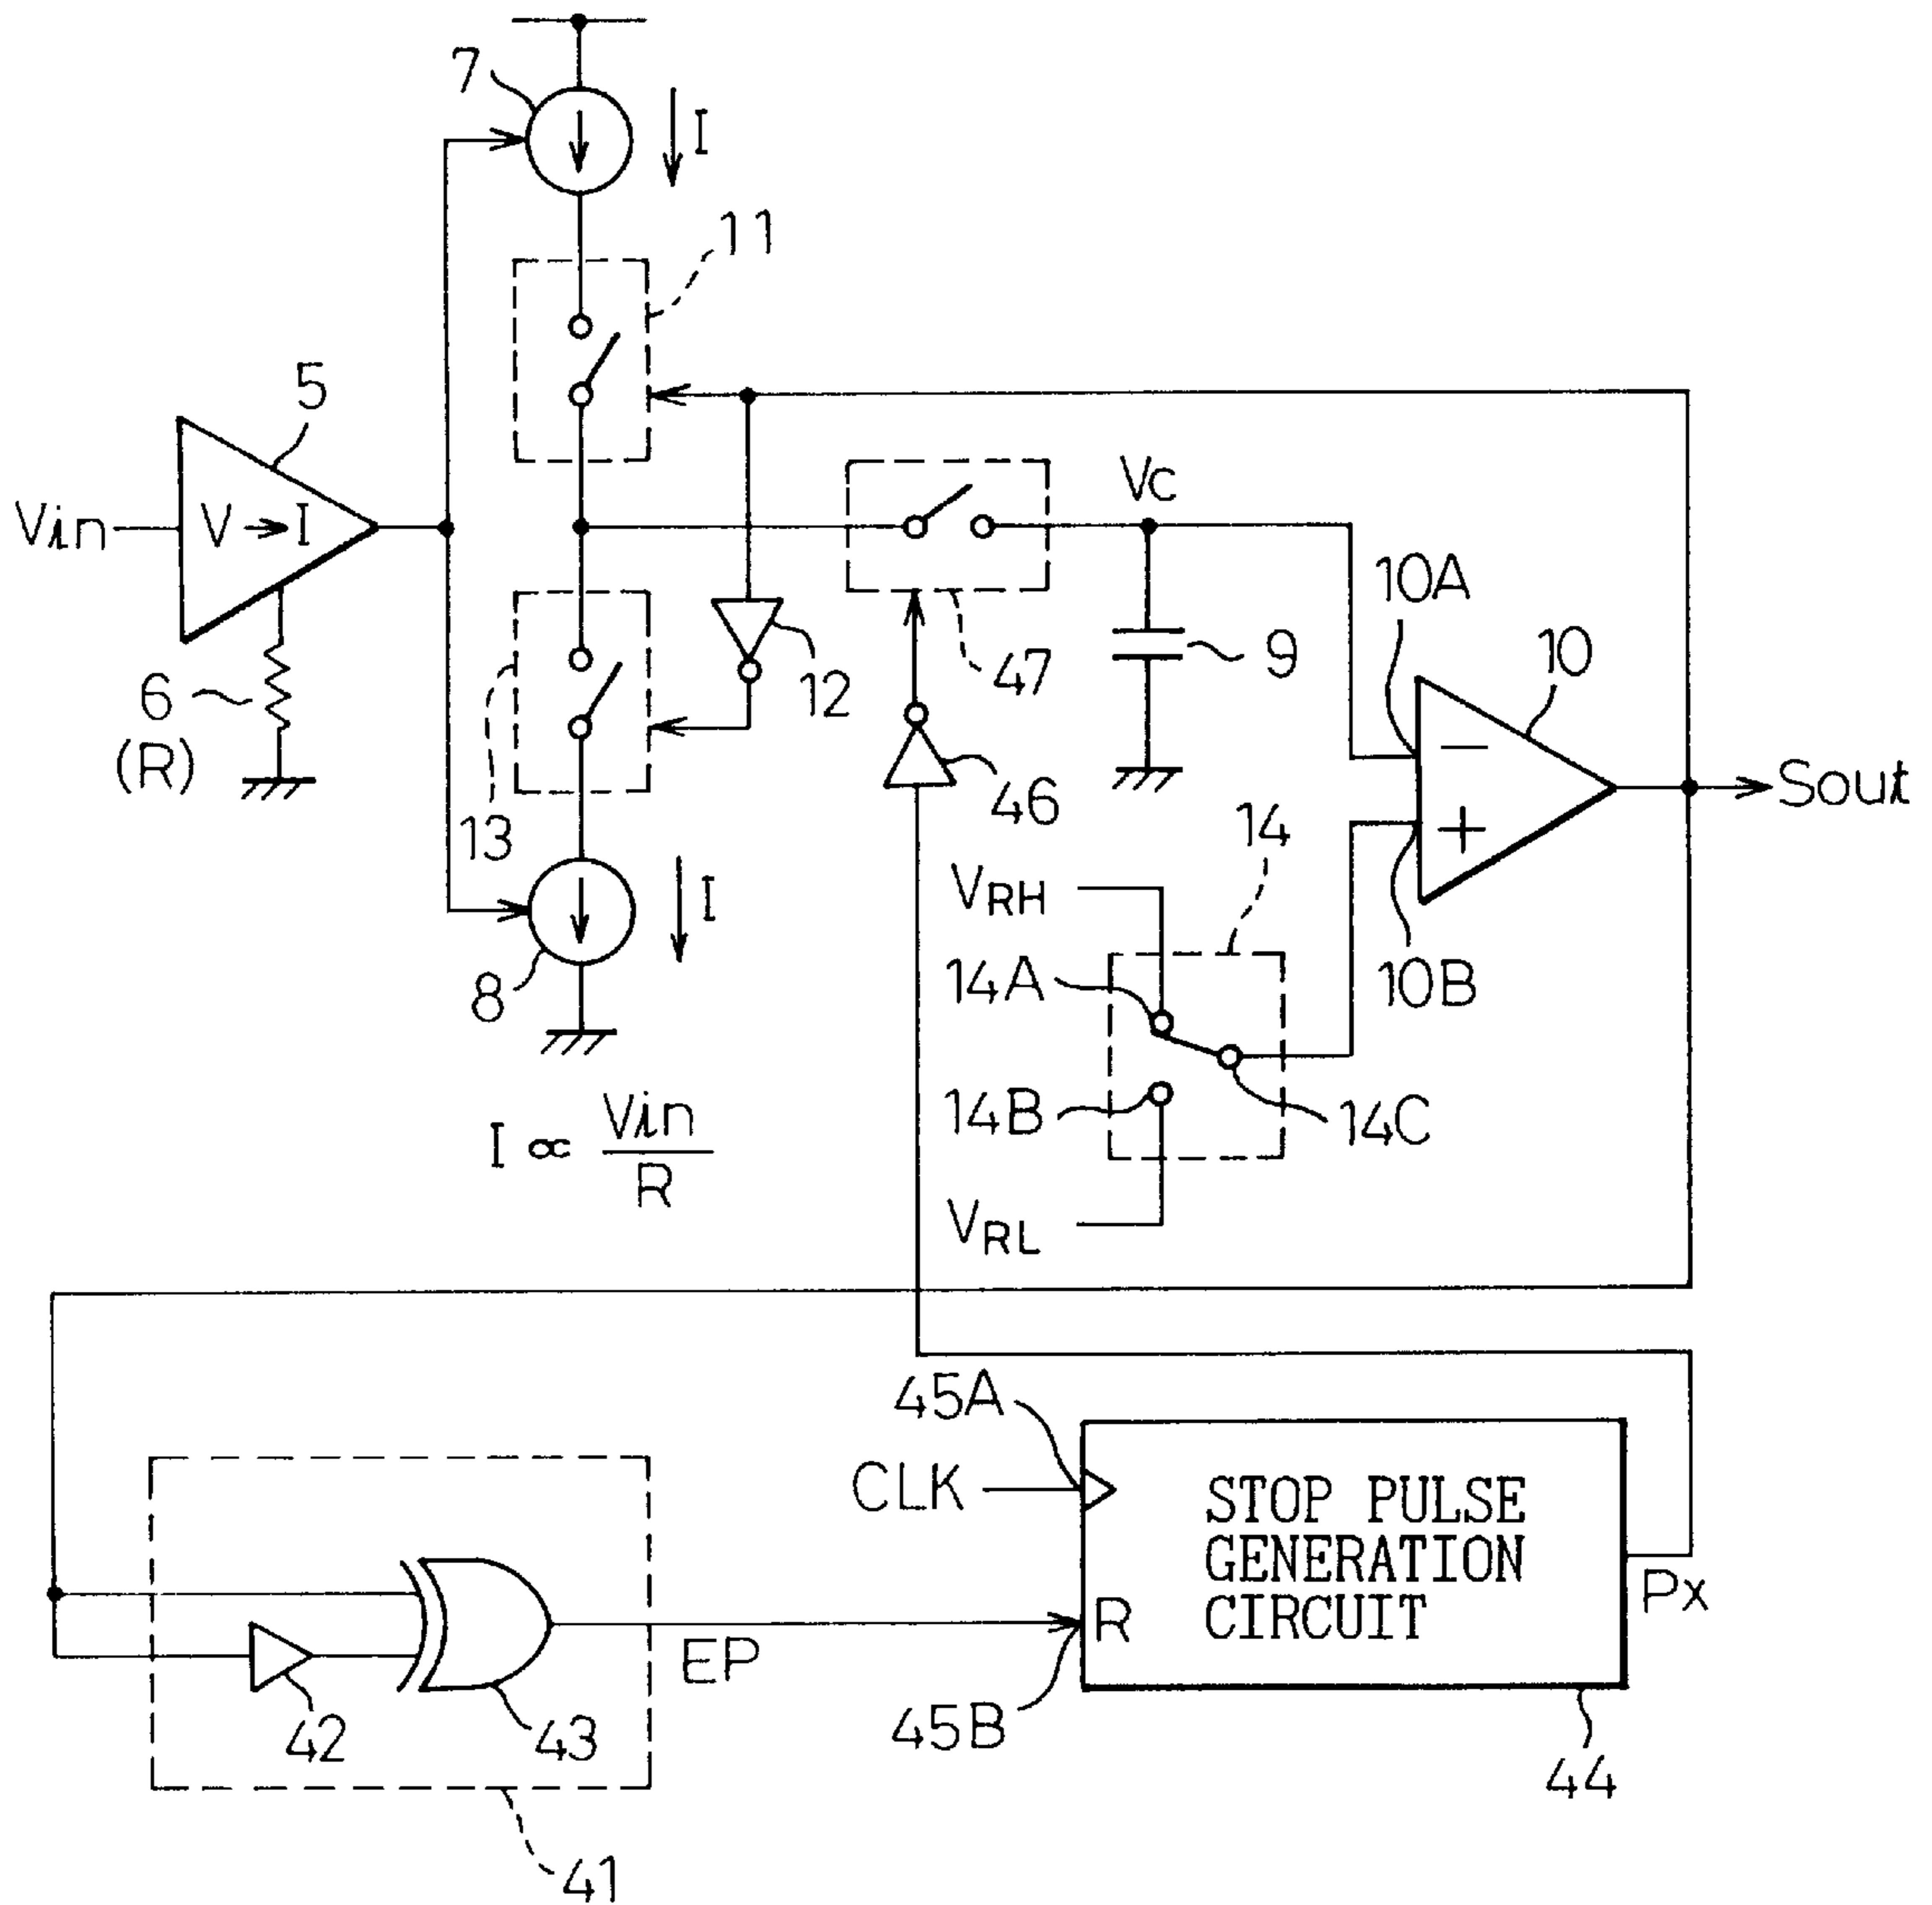 7
I
11
5
Vin
V → I
Vc
10A
10
9
47
12
6
(R)
46
Sout
13
14
VRH
I
8
14A
10B
14B
14C
I ∝ Vin/R
VRL
45A
CLK
STOP PULSE
GENERATION
CIRCUIT
Px
R
EP
45B
42
43
44
41
−
+